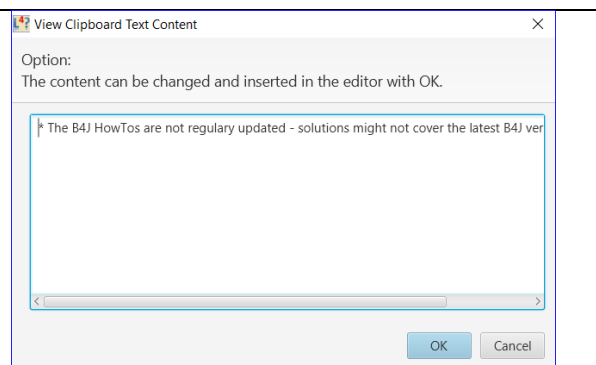 View Clipboard Text Content
Option:
The content can be changed and inserted in the editor with OK.
* The B4J HowTos are not regulary updated - solutions might not cover the latest B4J ver
OK Cancel